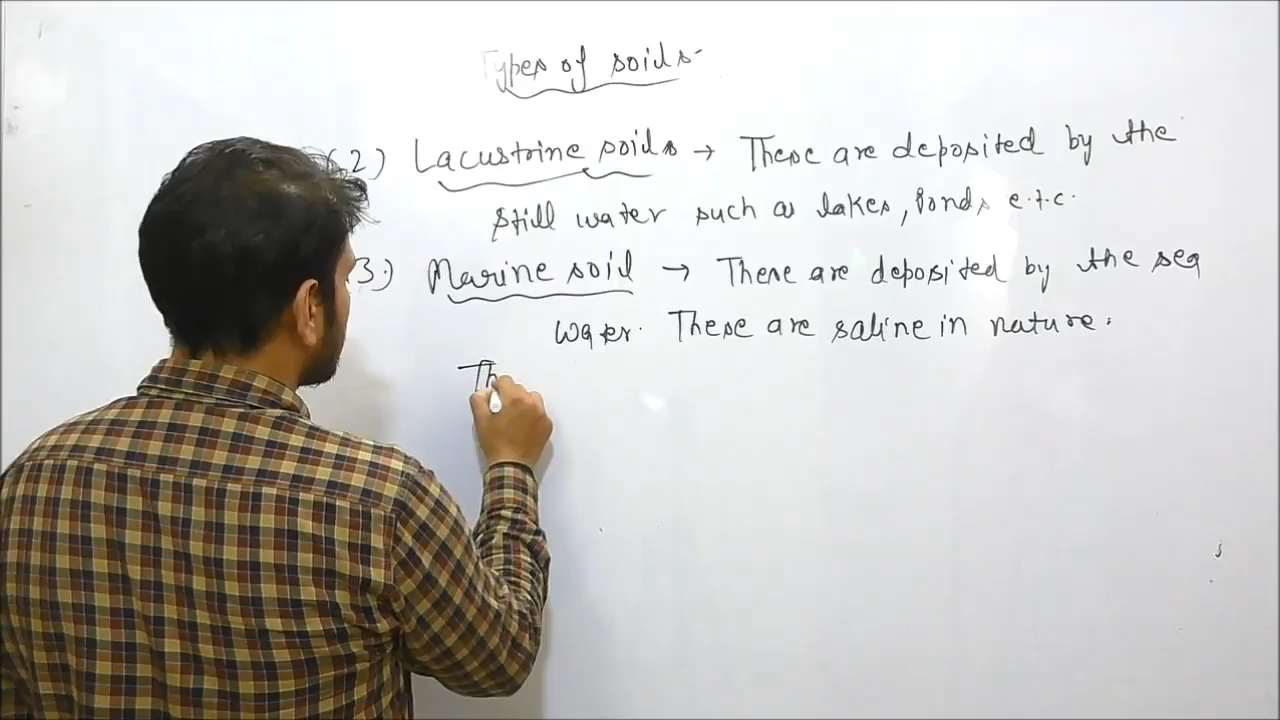 Types of soils-
(2) Lacustrine soils → These are deposited by the
still water such as lakes, Ponds e.t.c.
3.) Marine soil → These are deposited by the sea
water. These are saline in nature.
Th